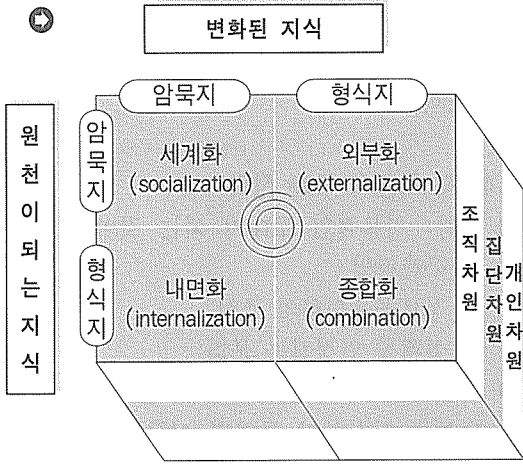 변화된 지식
암묵지
형식지
원천이 되는 지식
암묵지
세계화
(socialization)
외부화
(externalization)
형식지
내면화
(internalization)
종합화
(combination)
조직차원
집단차원
개인차원